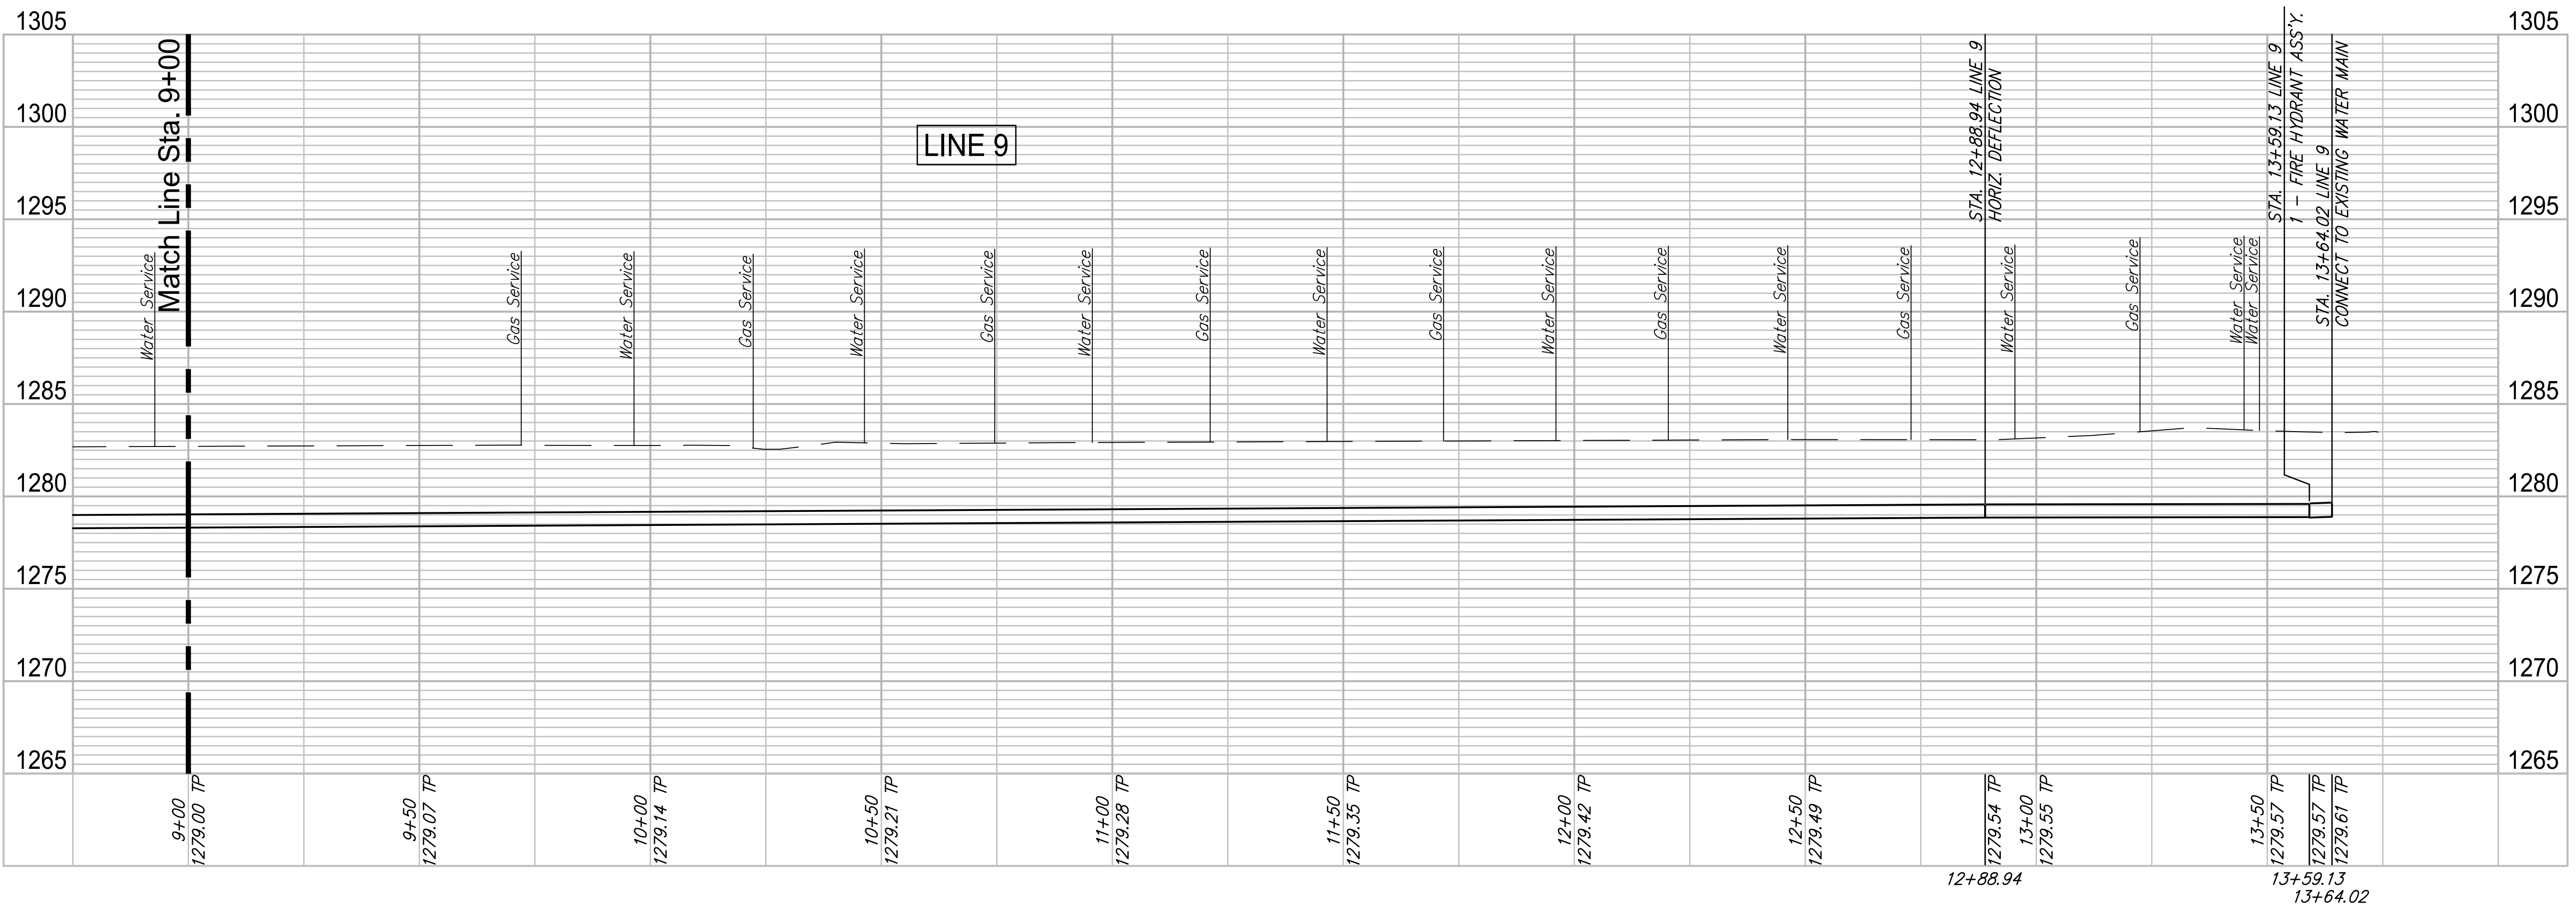 1305
1300
1295
1290
1285
1280
1275
1270
1265
Match Line Sta. 9+00
LINE 9
Water Service
Gas Service
Water Service
Gas Service
Water Service
Gas Service
Water Service
Gas Service
Water Service
Gas Service
Water Service
Gas Service
Water Service
Gas Service
STA. 12+88.94 LINE 9
HORIZ. DEFLECTION
Water Service
Gas Service
Water Service
Water Service
STA. 13+59.13 LINE 9
1 - FIRE HYDRANT ASS'Y.
STA. 13+64.02 LINE 9
CONNECT TO EXISTING WATER MAIN
1305
1300
1295
1290
1285
1280
1275
1270
1265
9+00
1279.00 TP
9+50
1279.07 TP
10+00
1279.14 TP
10+50
1279.21 TP
11+00
1279.28 TP
11+50
1279.35 TP
12+00
1279.42 TP
12+50
1279.49 TP
1279.54 TP
13+00
1279.55 TP
13+50
1279.57 TP
1279.57 TP
1279.61 TP
12+88.94
13+59.13
13+64.02